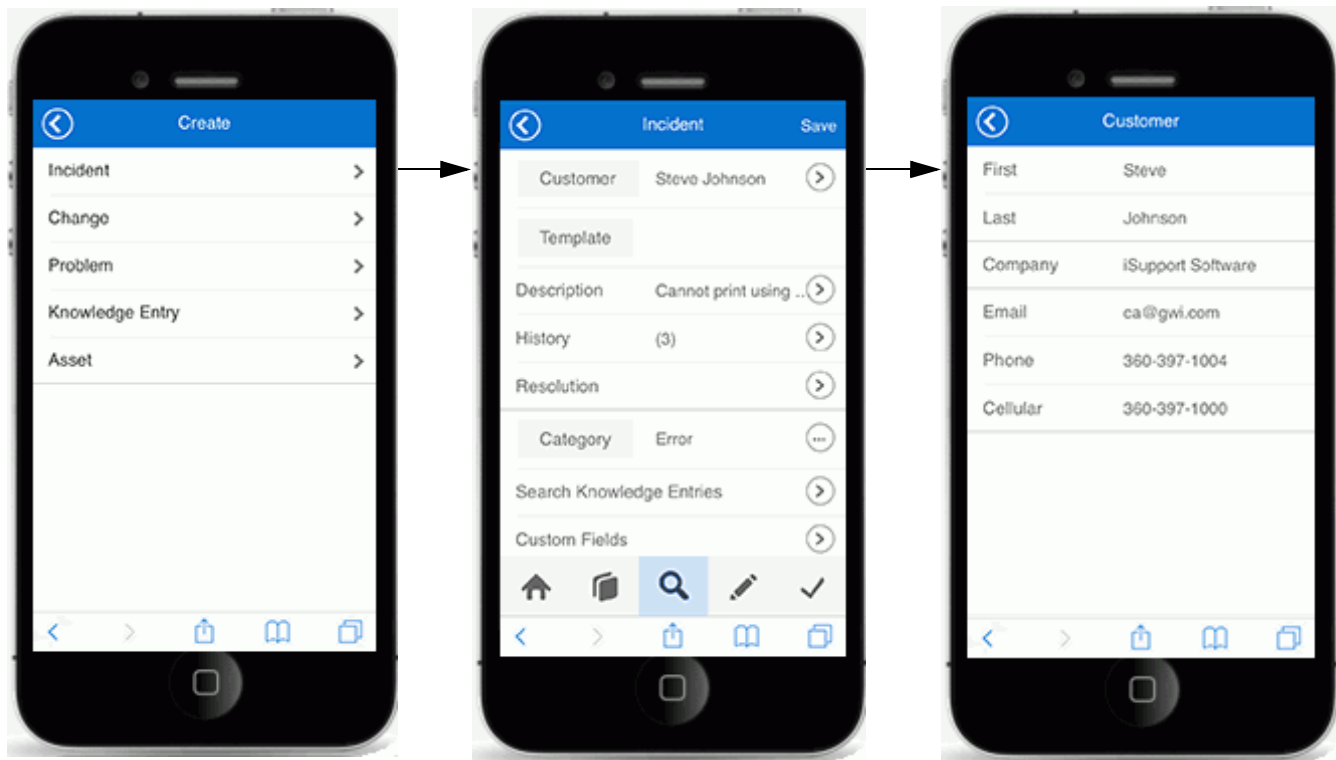 Create
Incident
Change
Problem
Knowledge Entry
Asset
Incident Save
Customer Steve Johnson
Template
Description Cannot print using ...
History (3)
Resolution
Category Error
Search Knowledge Entries
Custom Fields
Customer
First Steve
Last Johnson
Company iSupport Software
Email ca@gwi.com
Phone 360-397-1004
Cellular 360-397-1000